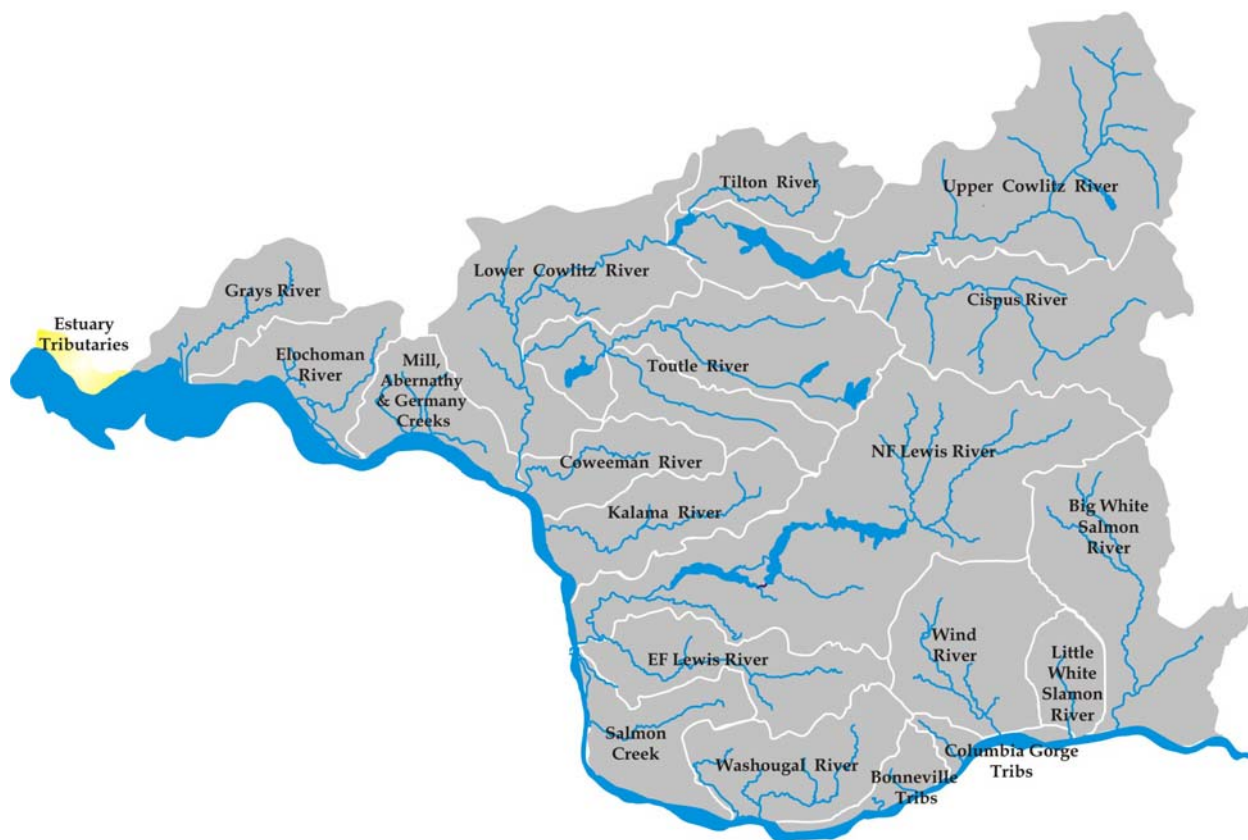 Tilton River
Upper Cowlitz River
Lower Cowlitz River
Grays River
Cispus River
Estuary
Tributaries
Elochoman
River
Mill,
Abernathy
& Germany
Creeks
Toutle River
NF Lewis River
Coweeman River
Kalama River
Big White
Salmon
River
Wind
River
EF Lewis River
Little
White
Slamon
River
Salmon
Creek
Washougal River
Columbia Gorge
Tribs
Bonneville
Tribs